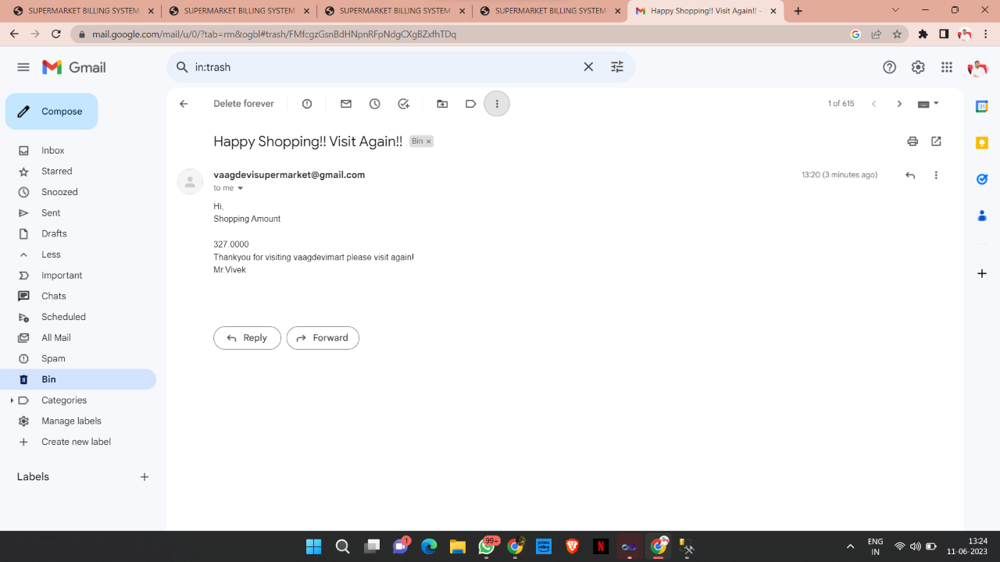 SUPERMARKET BILLING SYSTEM
SUPERMARKET BILLING SYSTEM
SUPERMARKET BILLING SYSTEM
SUPERMARKET BILLING SYSTEM
Happy Shopping!! Visit Again!! -
mail.google.com/mail/u/0/?tab=rm&ogbl#trash/FMfcgzGsnBdHNpnRFpNdgCXgBZxfhTDq
Gmail
in:trash
Compose
Inbox
Starred
Snoozed
Sent
Drafts
Less
Important
Chats
Scheduled
All Mail
Spam
Bin
Categories
Manage labels
Create new label
Labels
Delete forever
1 of 615
Happy Shopping!! Visit Again!! Bin ×
vaagdevisupermarket@gmail.com
13:20 (3 minutes ago)
to me
Hi,
Shopping Amount
327.0000
Thankyou for visiting vaagdevimart please visit again!
Mr.Vivek
Reply
Forward
31
1
99+
prime video
N
ENG
IN
13:24
11-06-2023